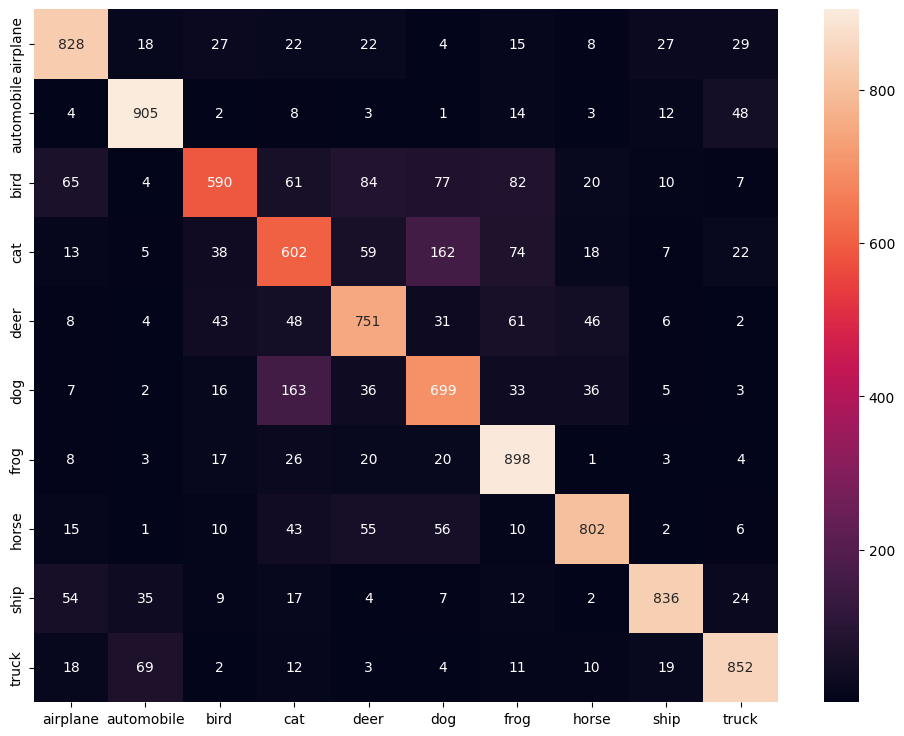 airplane 828 18 27 22 22 4 15 8 27 29
automobile 4 905 2 8 3 1 14 3 12 48
bird 65 4 590 61 84 77 82 20 10 7
cat 13 5 38 602 59 162 74 18 7 22
deer 8 4 43 48 751 31 61 46 6 2
dog 7 2 16 163 36 699 33 36 5 3
frog 8 3 17 26 20 20 898 1 3 4
horse 15 1 10 43 55 56 10 802 2 6
ship 54 35 9 17 4 7 12 2 836 24
truck 18 69 2 12 3 4 11 10 19 852
airplane automobile bird cat deer dog frog horse ship truck
800
600
400
200